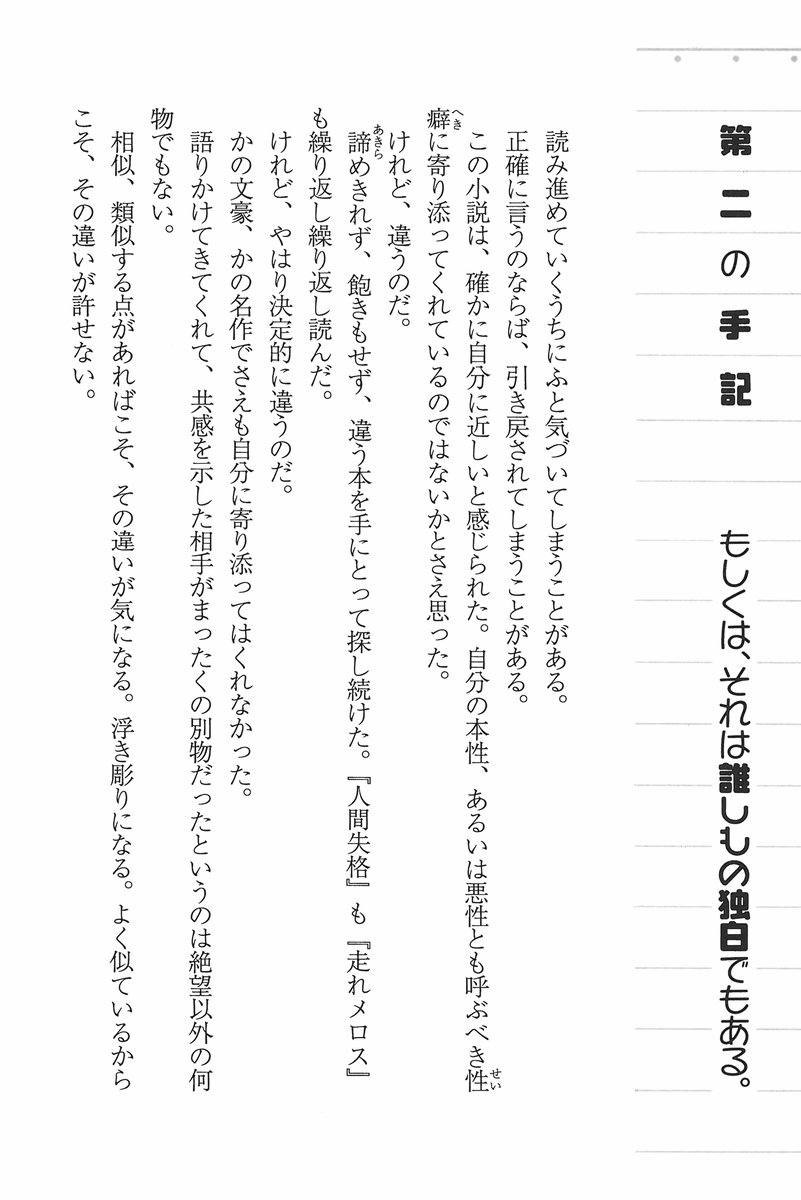 第二の手記
もしくは、それは誰しもの独白でもある。
読み進めていくうちにふと気づいてしまうことがある。
正確に言うのならば、引き戻されてしまうことがある。
この小説は、確かに自分に近しいと感じられた。自分の本性、あるいは悪性とも呼ぶべき性
癖に寄り添ってくれているのではないかとさえ思った。
けれど、違うのだ。
諦めきれず、飽きもせず、違う本を手にとって探し続けた。『人間失格』も『走れメロス』
も繰り返し繰り返し読んだ。
けれど、やはり決定的に違うのだ。
かの文豪、かの名作でさえも自分に寄り添ってはくれなかった。
語りかけてきてくれて、共感を示した相手がまったくの別物だったというのは絶望以外の何
物でもない。
相似、類似する点があればこそ、その違いが気になる。浮き彫りになる。よく似ているから
こそ、その違いが許せない。